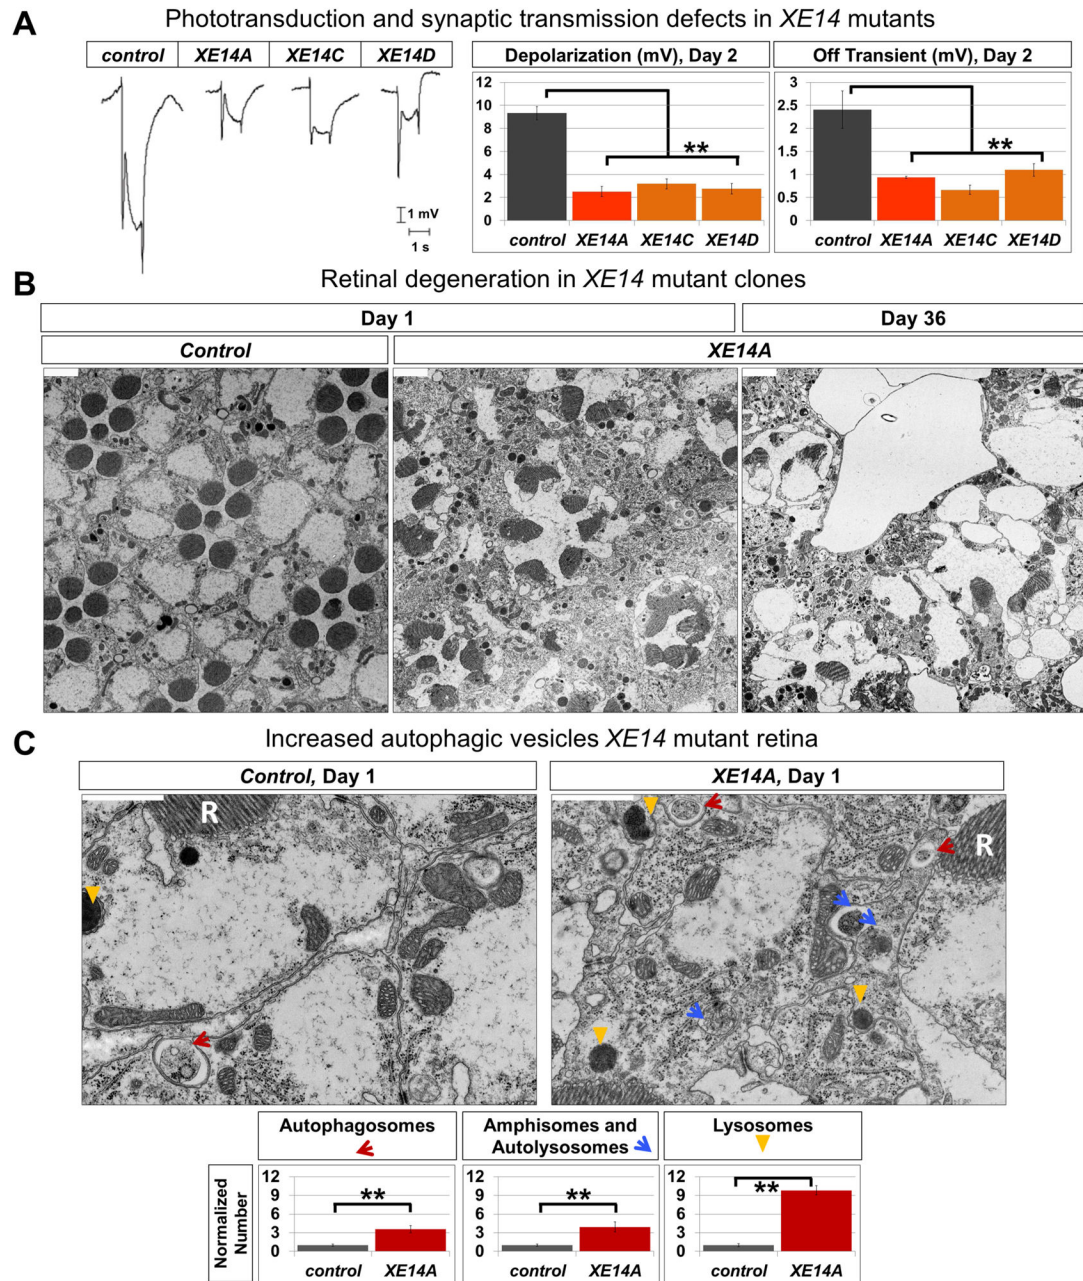 A
Phototransduction and synaptic transmission defects in XE14 mutants
control XE14A XE14C XE14D
1 mV
1 s
Depolarization (mV), Day 2
12
10
8
6
4
2
0
**
control XE14A XE14C XE14D
Off Transient (mV), Day 2
3
2.5
2
1.5
1
0.5
0
**
control XE14A XE14C XE14D
B
Retinal degeneration in XE14 mutant clones
Day 1 Day 36
Control XE14A
C
Increased autophagic vesicles XE14 mutant retina
Control, Day 1 XE14A, Day 1
R
R
Normalized
Number
Autophagosomes
12
9
6
3
0
**
control XE14A
Amphisomes and
Autolysosomes
12
9
6
3
0
**
control XE14A
Lysosomes
12
9
6
3
0
**
control XE14A